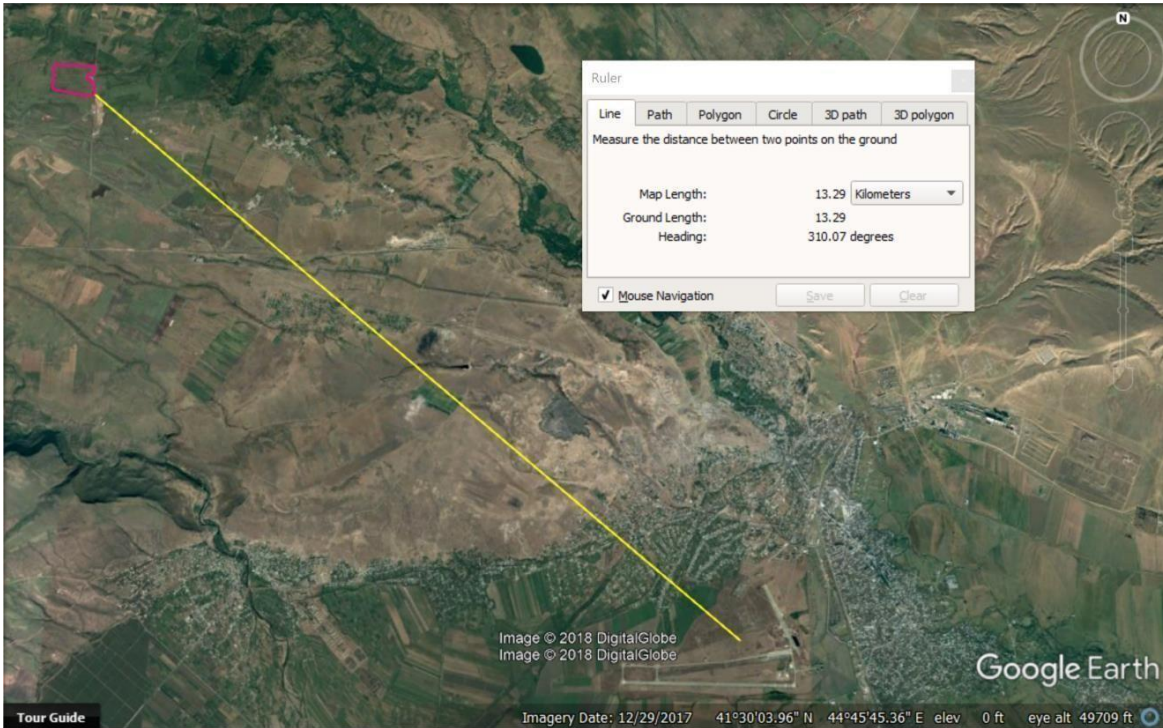 N
Ruler
Line Path Polygon Circle 3D path 3D polygon
Measure the distance between two points on the ground
Map Length: 13.29 Kilometers
Ground Length: 13.29
Heading: 310.07 degrees
Mouse Navigation Save Clear
Image © 2018 DigitalGlobe
Image © 2018 DigitalGlobe
Google Earth
Tour Guide
Imagery Date: 12/29/2017 41°30'03.96" N 44°45'45.36" E elev 0 ft eye alt 49709 ft